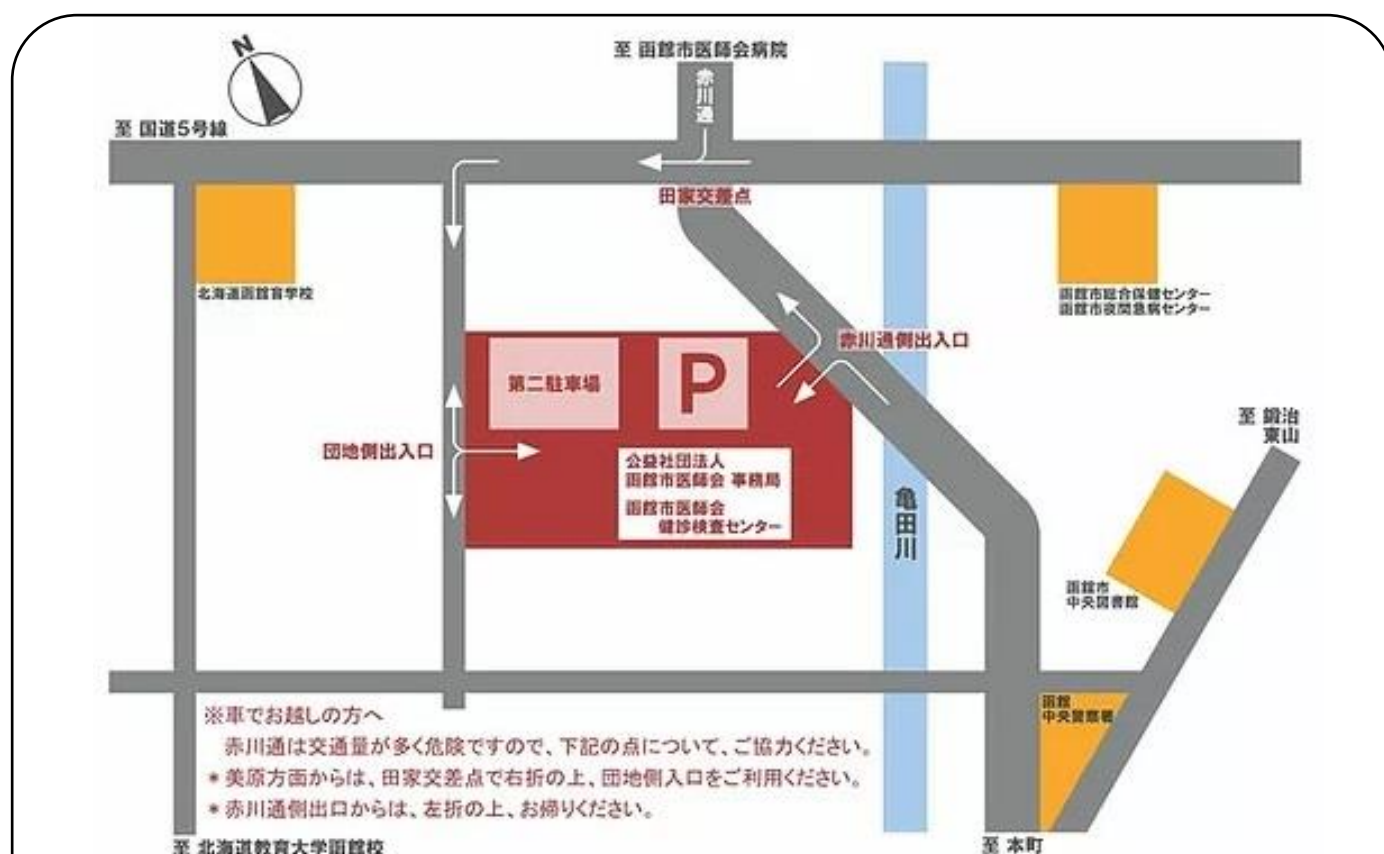 N
至 函館市医師会病院
赤川通
至 国道5号線
田家交差点
北海道函館盲学校
函館市総合保健センター
函館市夜間急病センター
赤川通側出入口
第二駐車場
P
至 鍛治
東山
団地側出入口
公益社団法人
函館市医師会 事務局
函館市医師会
健診検査センター
亀田川
函館市
中央図書館
函館
中央警察署
※車でお越しの方へ
赤川通は交通量が多く危険ですので、下記の点について、ご協力ください。
* 美原方面からは、田家交差点で右折の上、団地側入口をご利用ください。
* 赤川通側出口からは、左折の上、お帰りください。
至 北海道教育大学函館校
至 本町